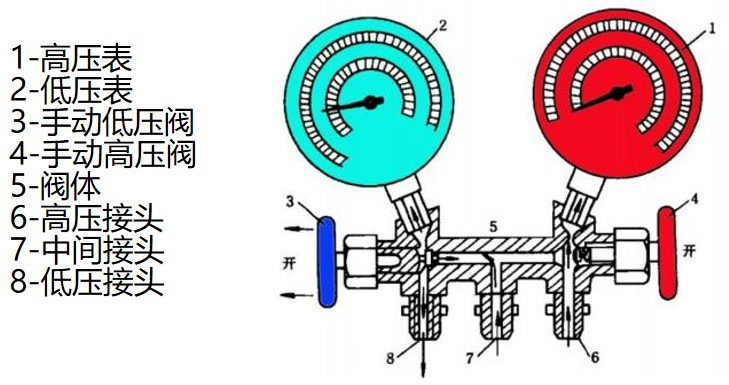 1-高压表
2-低压表
3-手动低压阀
4-手动高压阀
5-阀体
6-高压接头
7-中间接头
8-低压接头
2
1
3
5
4
开
开
8
7
6